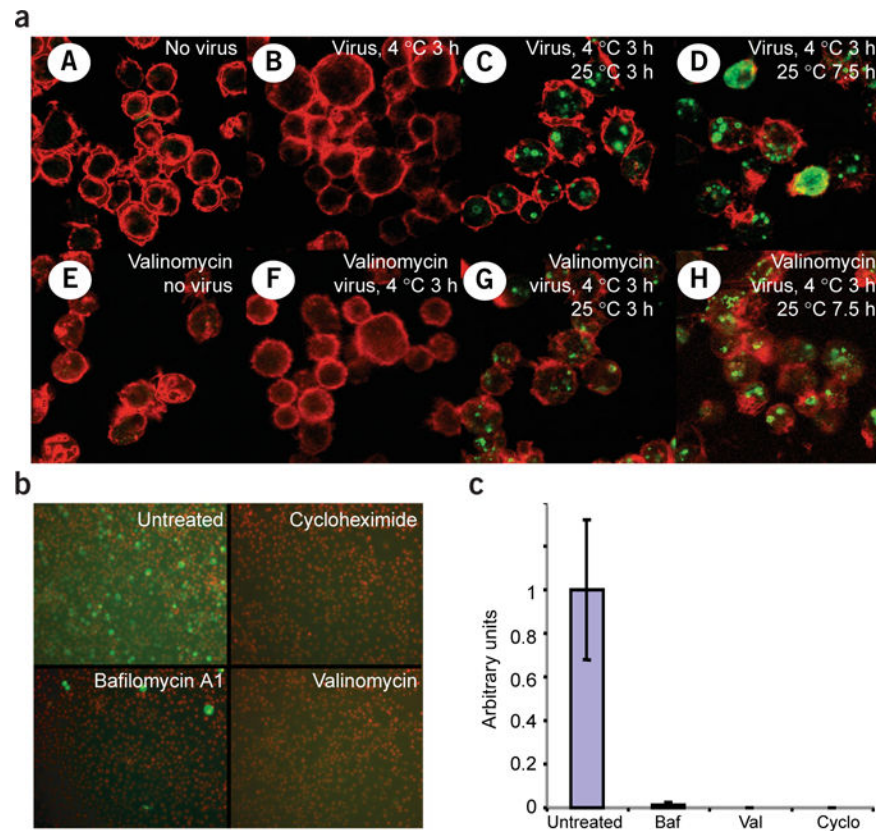 a
A
No virus
B
Virus, 4 °C 3 h
C
Virus, 4 °C 3 h
25 °C 3 h
D
Virus, 4 °C 3 h
25 °C 7.5 h
E
Valinomycin
no virus
F
Valinomycin
virus, 4 °C 3 h
G
Valinomycin
virus, 4 °C 3 h
25 °C 3 h
H
Valinomycin
virus, 4 °C 3 h
25 °C 7.5 h
b
Untreated
Cycloheximide
Bafilomycin A1
Valinomycin
c
Arbitrary units
1
0.8
0.6
0.4
0.2
0
Untreated
Baf
Val
Cyclo